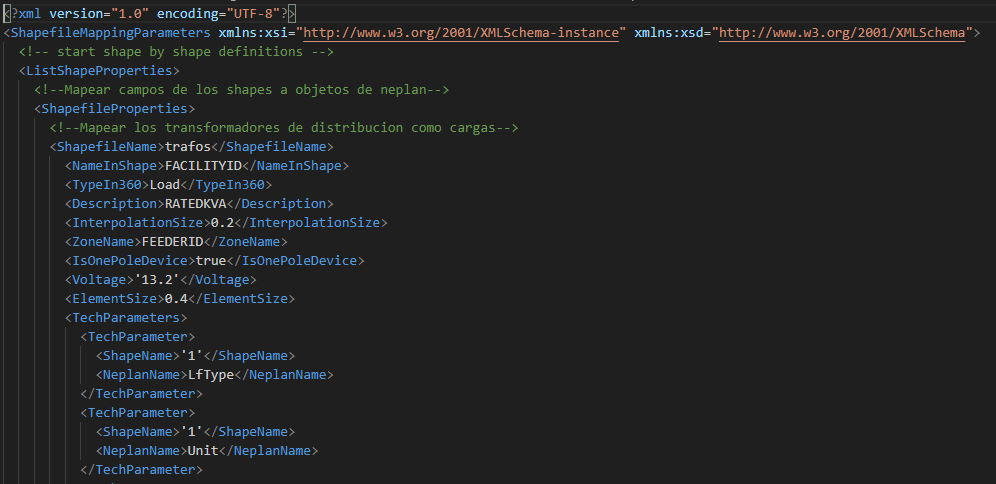 <?xml version="1.0" encoding="UTF-8"?>
<ShapefileMappingParameters xmlns:xsi="http://www.w3.org/2001/XMLSchema-instance" xmlns:xsd="http://www.w3.org/2001/XMLSchema">
<!-- start shape by shape definitions -->
<ListShapeProperties>
<!--Mapear campos de los shapes a objetos de neplan-->
<ShapefileProperties>
<!--Mapear los transformadores de distribucion como cargas-->
<ShapefileName>trafos</ShapefileName>
<NameInShape>FACILITYID</NameInShape>
<TypeIn360>Load</TypeIn360>
<Description>RATEDKVA</Description>
<InterpolationSize>0.2</InterpolationSize>
<ZoneName>FEEDERID</ZoneName>
<IsOnePoleDevice>true</IsOnePoleDevice>
<Voltage>'13.2'</Voltage>
<ElementSize>0.4</ElementSize>
<TechParameters>
<TechParameter>
<ShapeName>'1'</ShapeName>
<NeplanName>LfType</NeplanName>
</TechParameter>
<TechParameter>
<ShapeName>'1'</ShapeName>
<NeplanName>Unit</NeplanName>
</TechParameter>